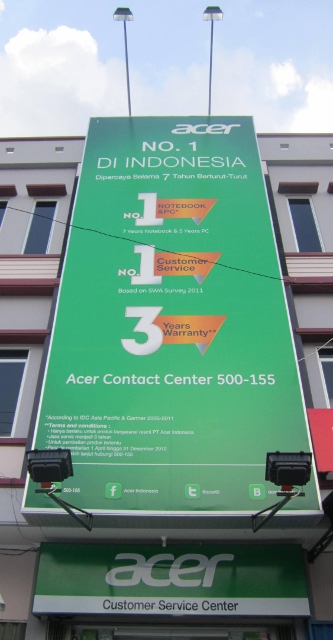 acer
NO. 1
DI INDONESIA
Dipercaya Selama 7 Tahun Berturut-Turut
NO. 1 NOTEBOOK &PC*
7 Years Notebook & 5 Years PC
NO. 1 Customer Service
Based on SWA Survey 2011
3 Years Warranty**
Acer Contact Center 500-155
*According to IDC Asia Pacific & Gartner 2005-2011
**Terms and conditions:
500-155
Acer Indonesia
acer
Customer Service Center